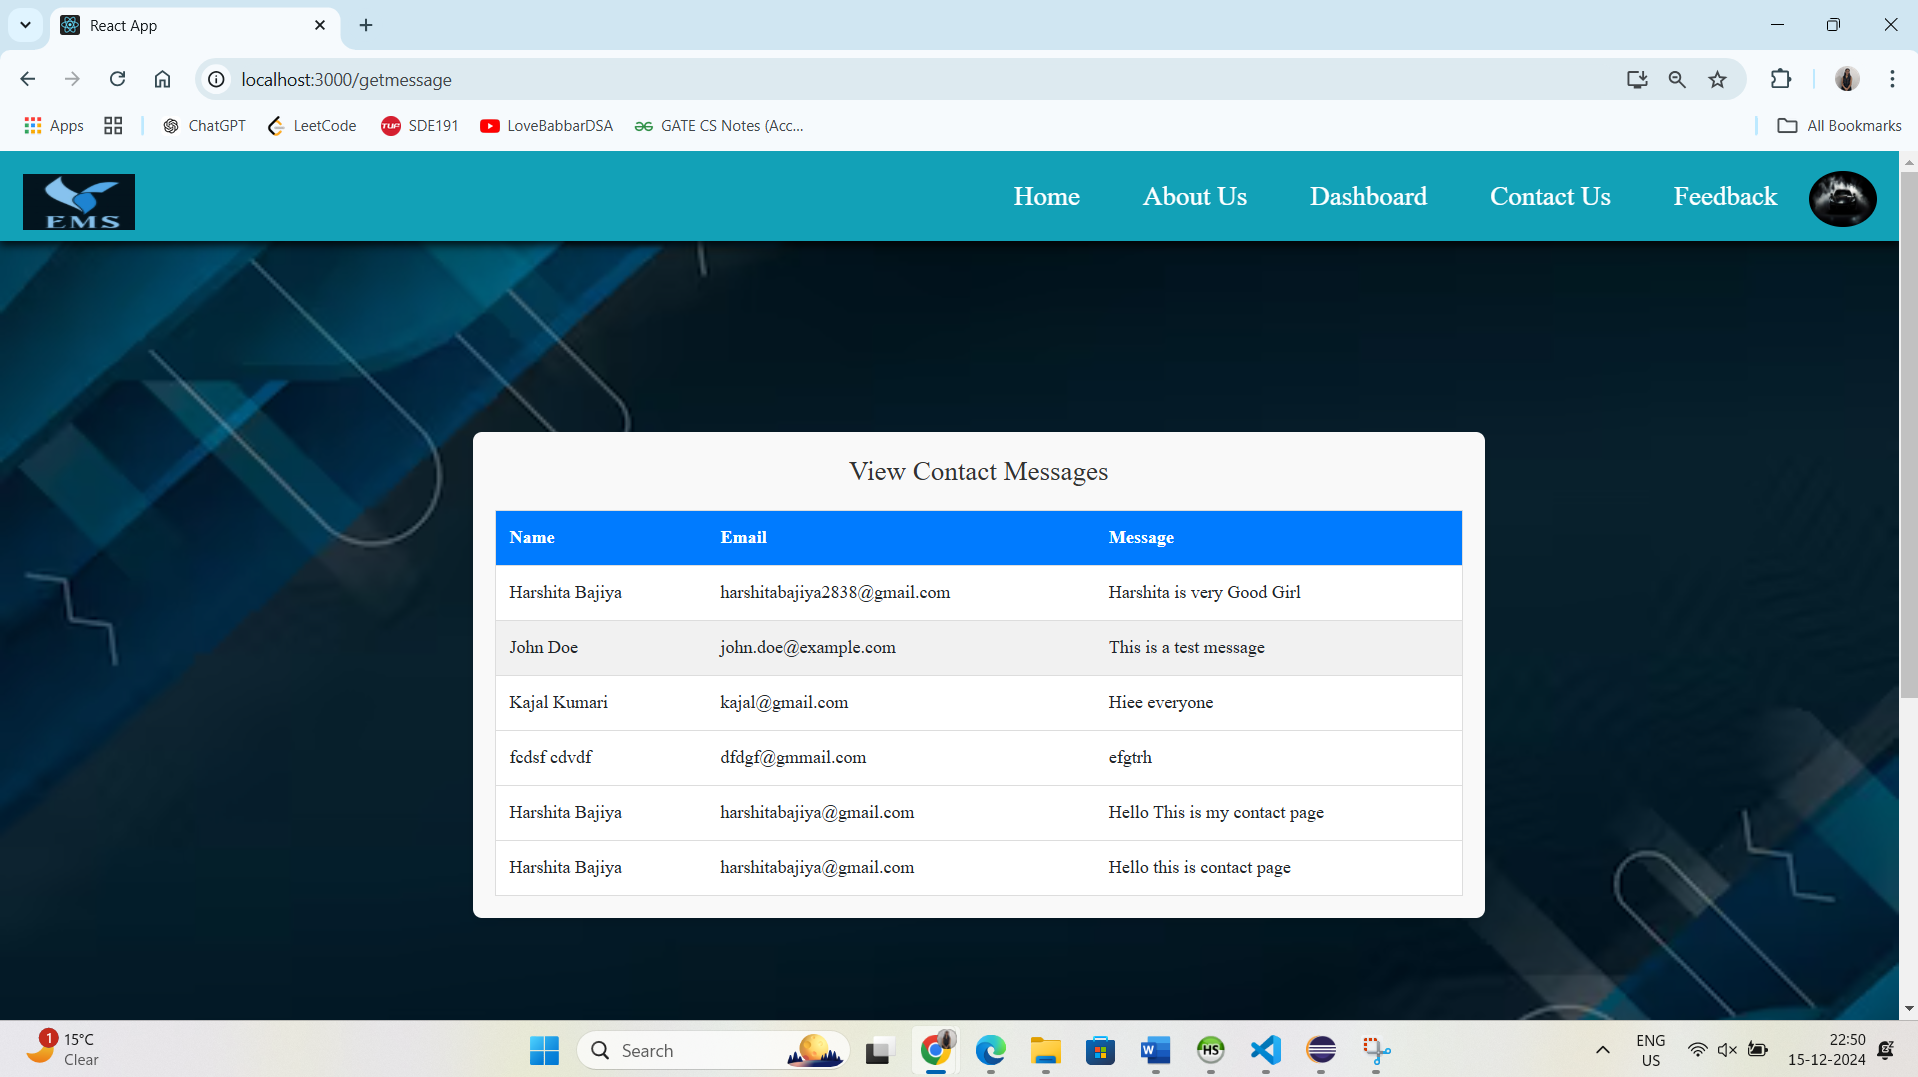 React App
localhost:3000/getmessage
Apps ChatGPT LeetCode TUF SDE191 LoveBabbarDSA GATE CS Notes (Acc... All Bookmarks
EMS Home About Us Dashboard Contact Us Feedback
View Contact Messages
Name Email Message
Harshita Bajiya harshitabajiya2838@gmail.com Harshita is very Good Girl
John Doe john.doe@example.com This is a test message
Kajal Kumari kajal@gmail.com Hiee everyone
fcdsf cdvdf dfdgf@gmmail.com efgtrh
Harshita Bajiya harshitabajiya@gmail.com Hello This is my contact page
Harshita Bajiya harshitabajiya@gmail.com Hello this is contact page
1 15°C
Clear
Search
W
HS
ENG
US
22:50
15-12-2024